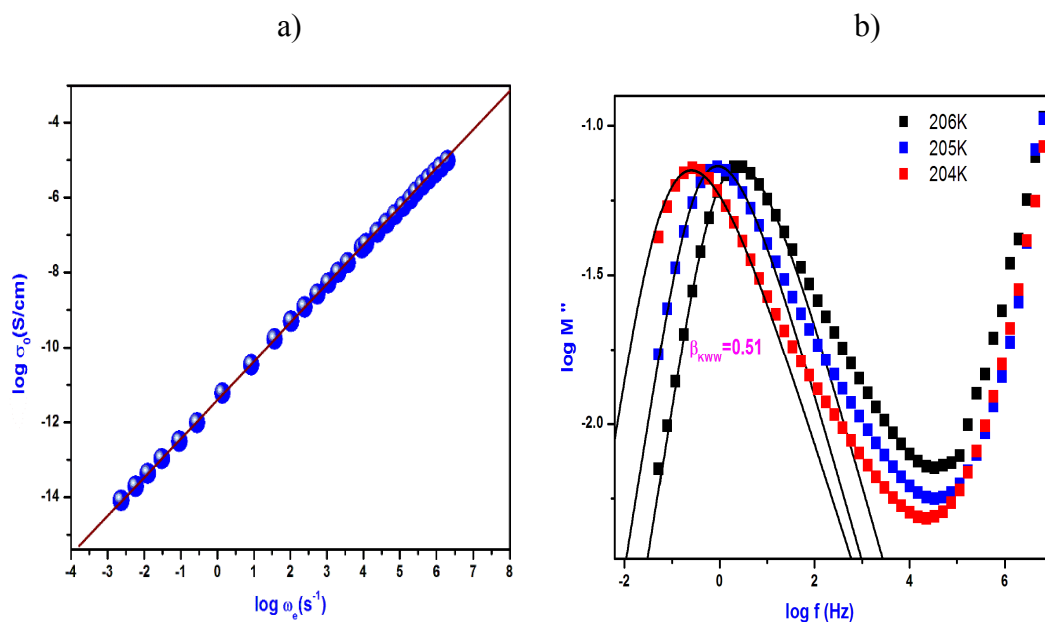 a)
b)
-4
-6
-8
-10
-12
-14
log σ₀(S/cm)
-4 -3 -2 -1 0 1 2 3 4 5 6 7 8
log ωₑ(s⁻¹)
-1.0
-1.5
-2.0
log M''
206K
205K
204K
βKWW=0.51
-2 0 2 4 6
log f (Hz)